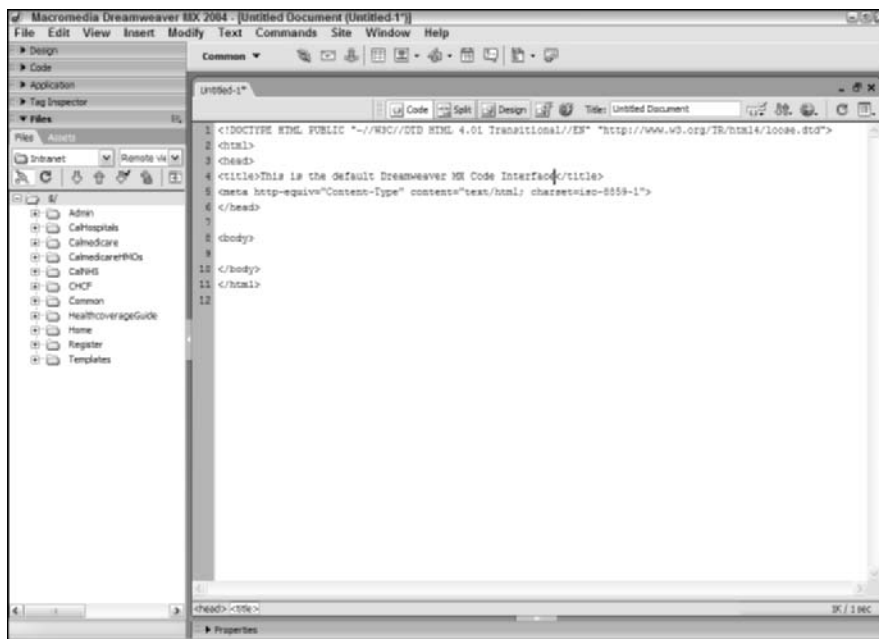 Macromedia Dreamweaver MX 2004 - [Untitled Document (Untitled-1*)]
File Edit View Insert Modify Text Commands Site Window Help
Design
Code
Application
Tag Inspector
Files
Files Assets
Intranet Remote
$/
Admin
CalHospitals
Calmedicare
CalmedicareHMOs
CalNHS
CHCF
Common
HealthcoverageGuide
Home
Register
Templates
Common
Untitled-1*
Code Split Design Title: Untitled Document
1 <!DOCTYPE HTML PUBLIC "-//W3C//DTD HTML 4.01 Transitional//EN" "http://www.w3.org/TR/html4/loose.dtd">
2 <html>
3 <head>
4 <title>This is the default Dreamweaver MX Code Interface</title>
5 <meta http-equiv="Content-Type" content="text/html; charset=iso-8859-1">
6 </head>
7
8 <body>
9
10 </body>
11 </html>
12
<head> <title> 1K / 1 sec
Properties